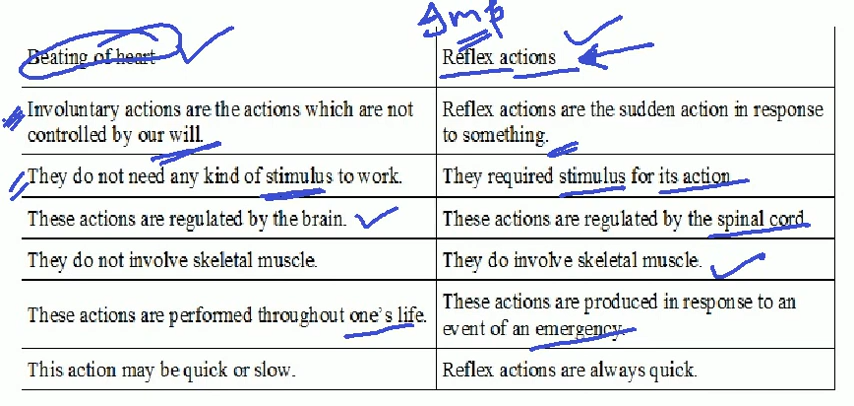 Imp
Beating of heart
Reflex actions
Involuntary actions are the actions which are not
controlled by our will.
Reflex actions are the sudden action in response
to something.
They do not need any kind of stimulus to work.
They required stimulus for its action
These actions are regulated by the brain.
These actions are regulated by the spinal cord.
They do not involve skeletal muscle.
They do involve skeletal muscle.
These actions are performed throughout one's life.
These actions are produced in response to an
event of an emergency.
This action may be quick or slow.
Reflex actions are always quick.